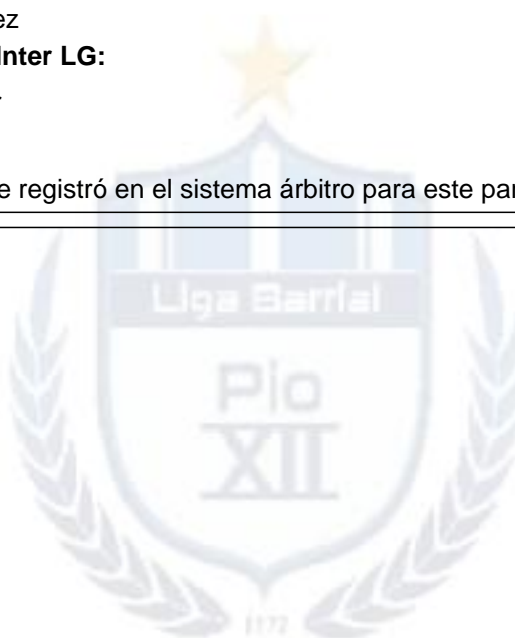 ez
Inter LG:
.
e registró en el sistema árbitro para este par
Liga Barrial
Pio
XII